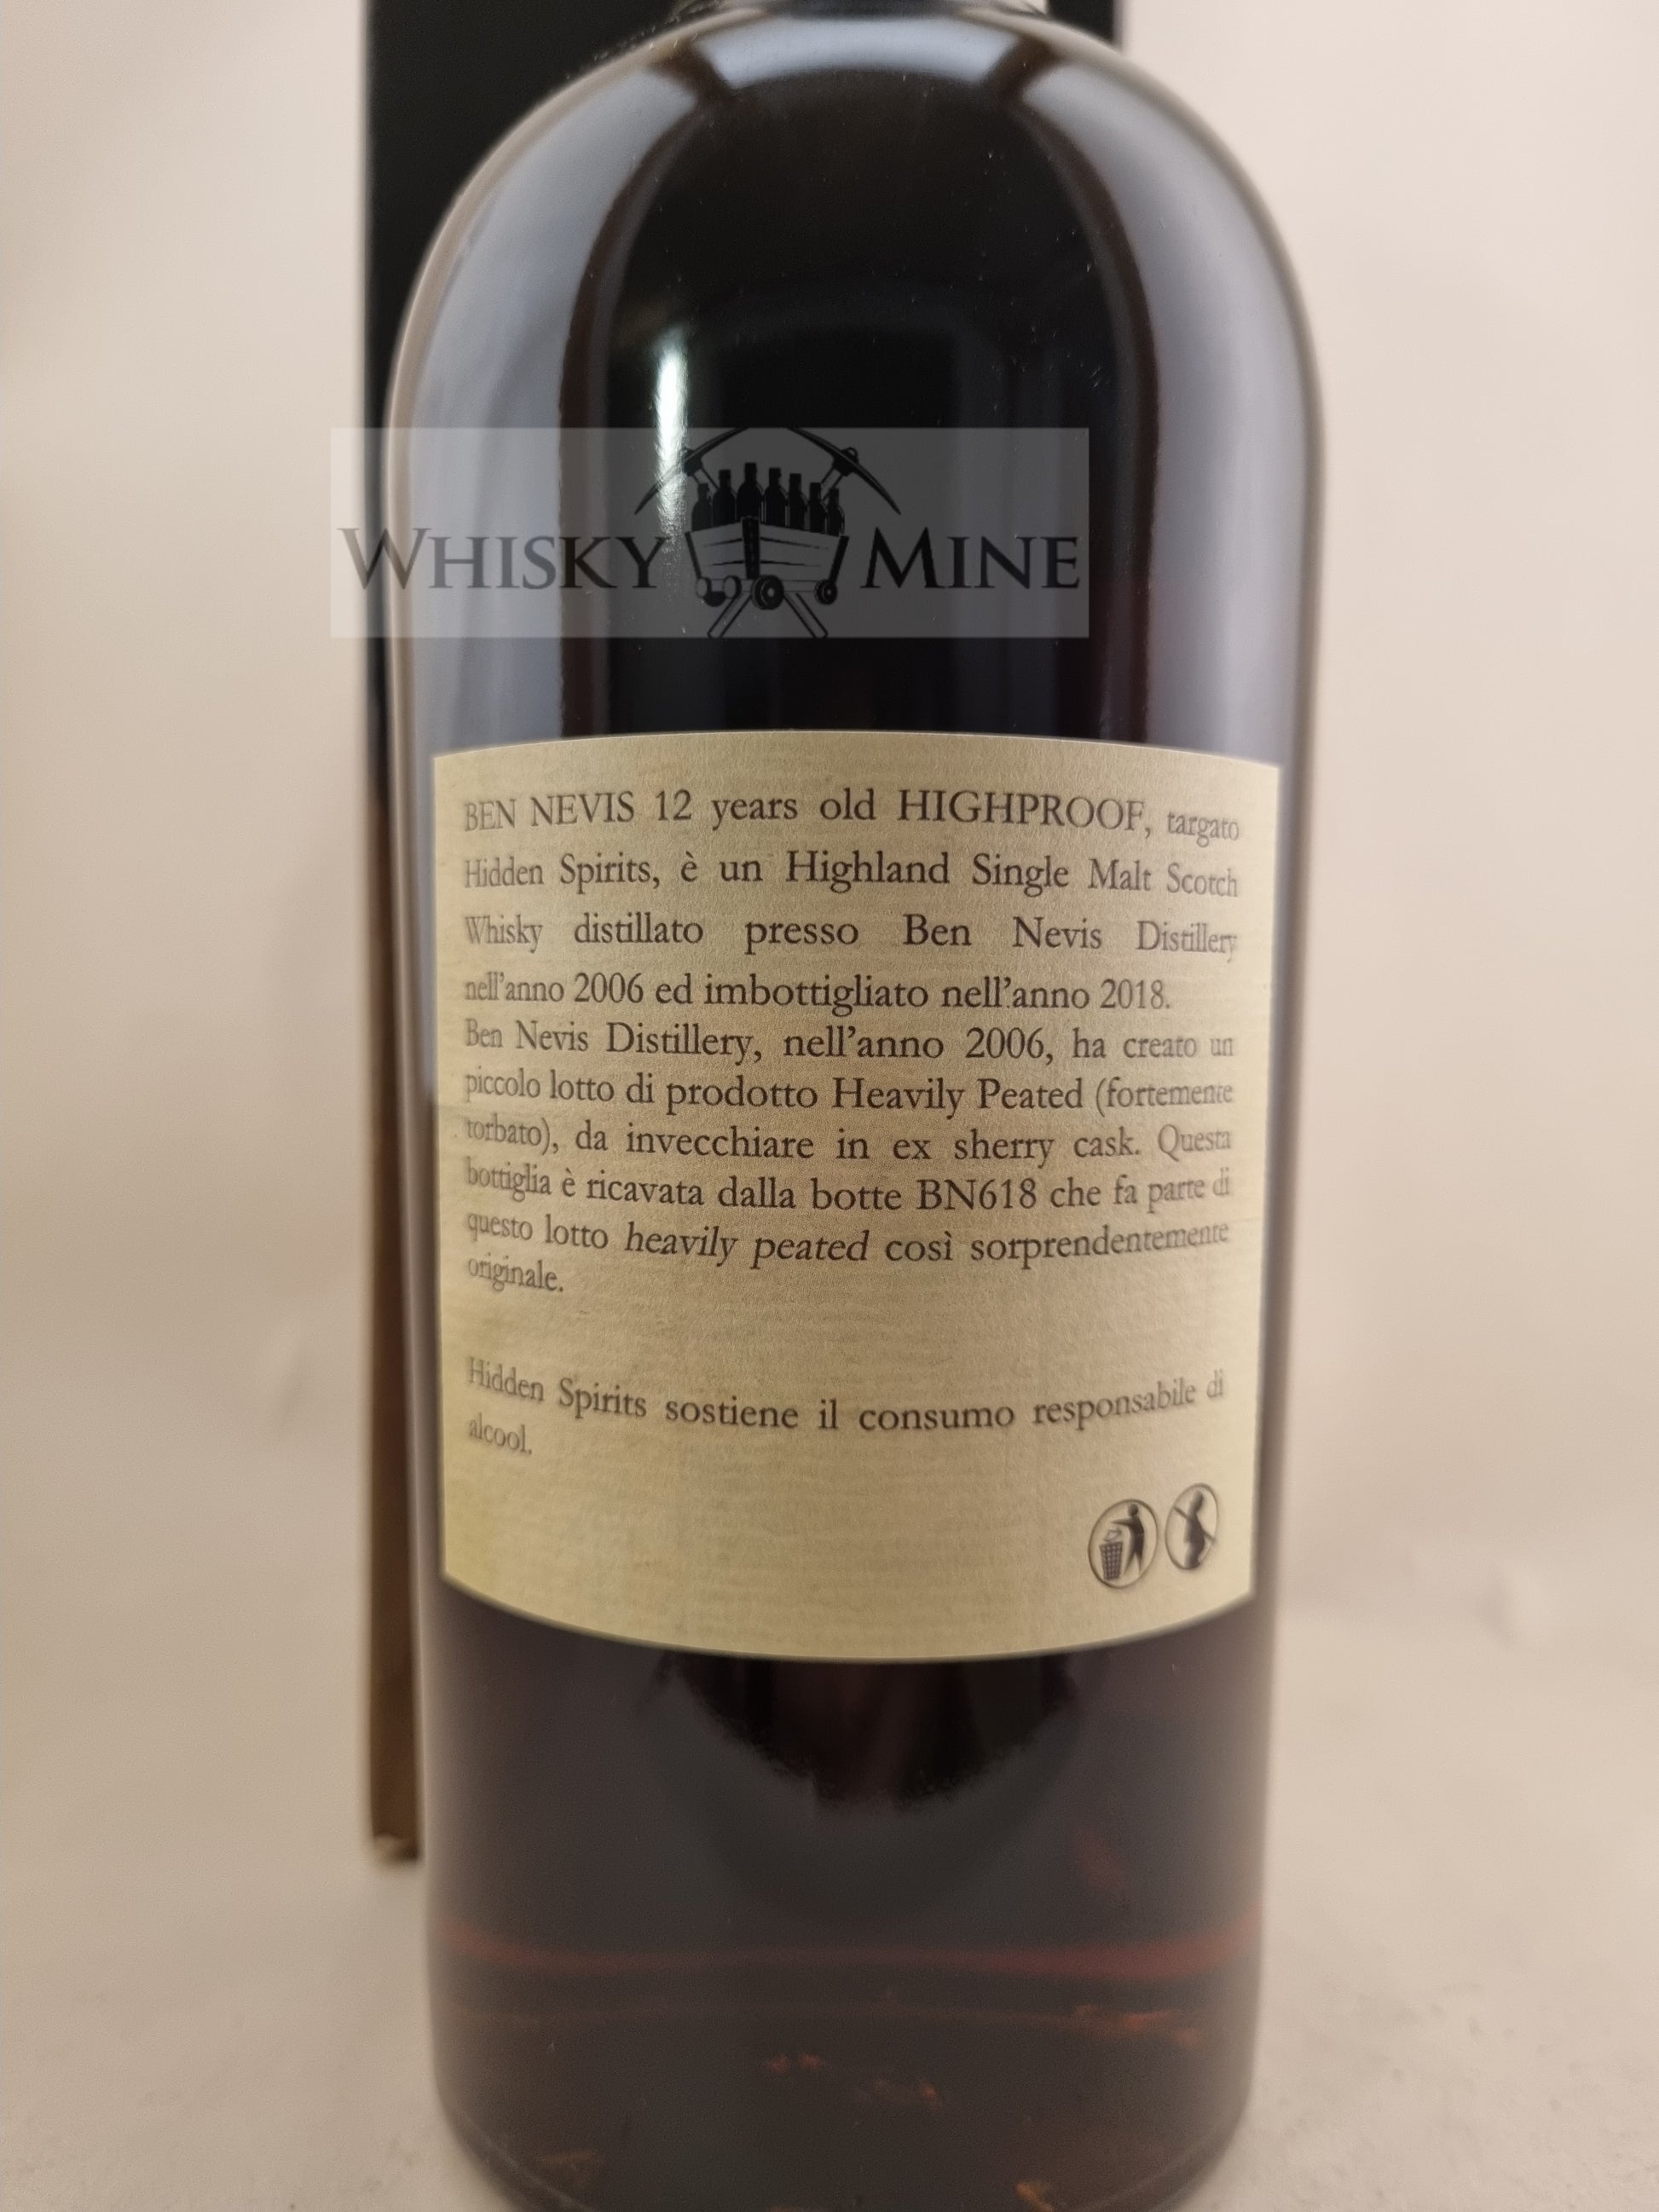 WHISKY MINE
BEN NEVIS 12 years old HIGHPROOF, targato
Hidden Spirits, è un Highland Single Malt Scotch
Whisky distillato presso Ben Nevis Distillery
nell’anno 2006 ed imbottigliato nell’anno 2018.
Ben Nevis Distillery, nell’anno 2006, ha creato un
piccolo lotto di prodotto Heavily Peated (fortemente
torbato), da invecchiare in ex sherry cask. Questa
bottiglia è ricavata dalla botte BN618 che fa parte di
questo lotto heavily peated così sorprendentemente
originale.
Hidden Spirits sostiene il consumo responsabile di
alcool.